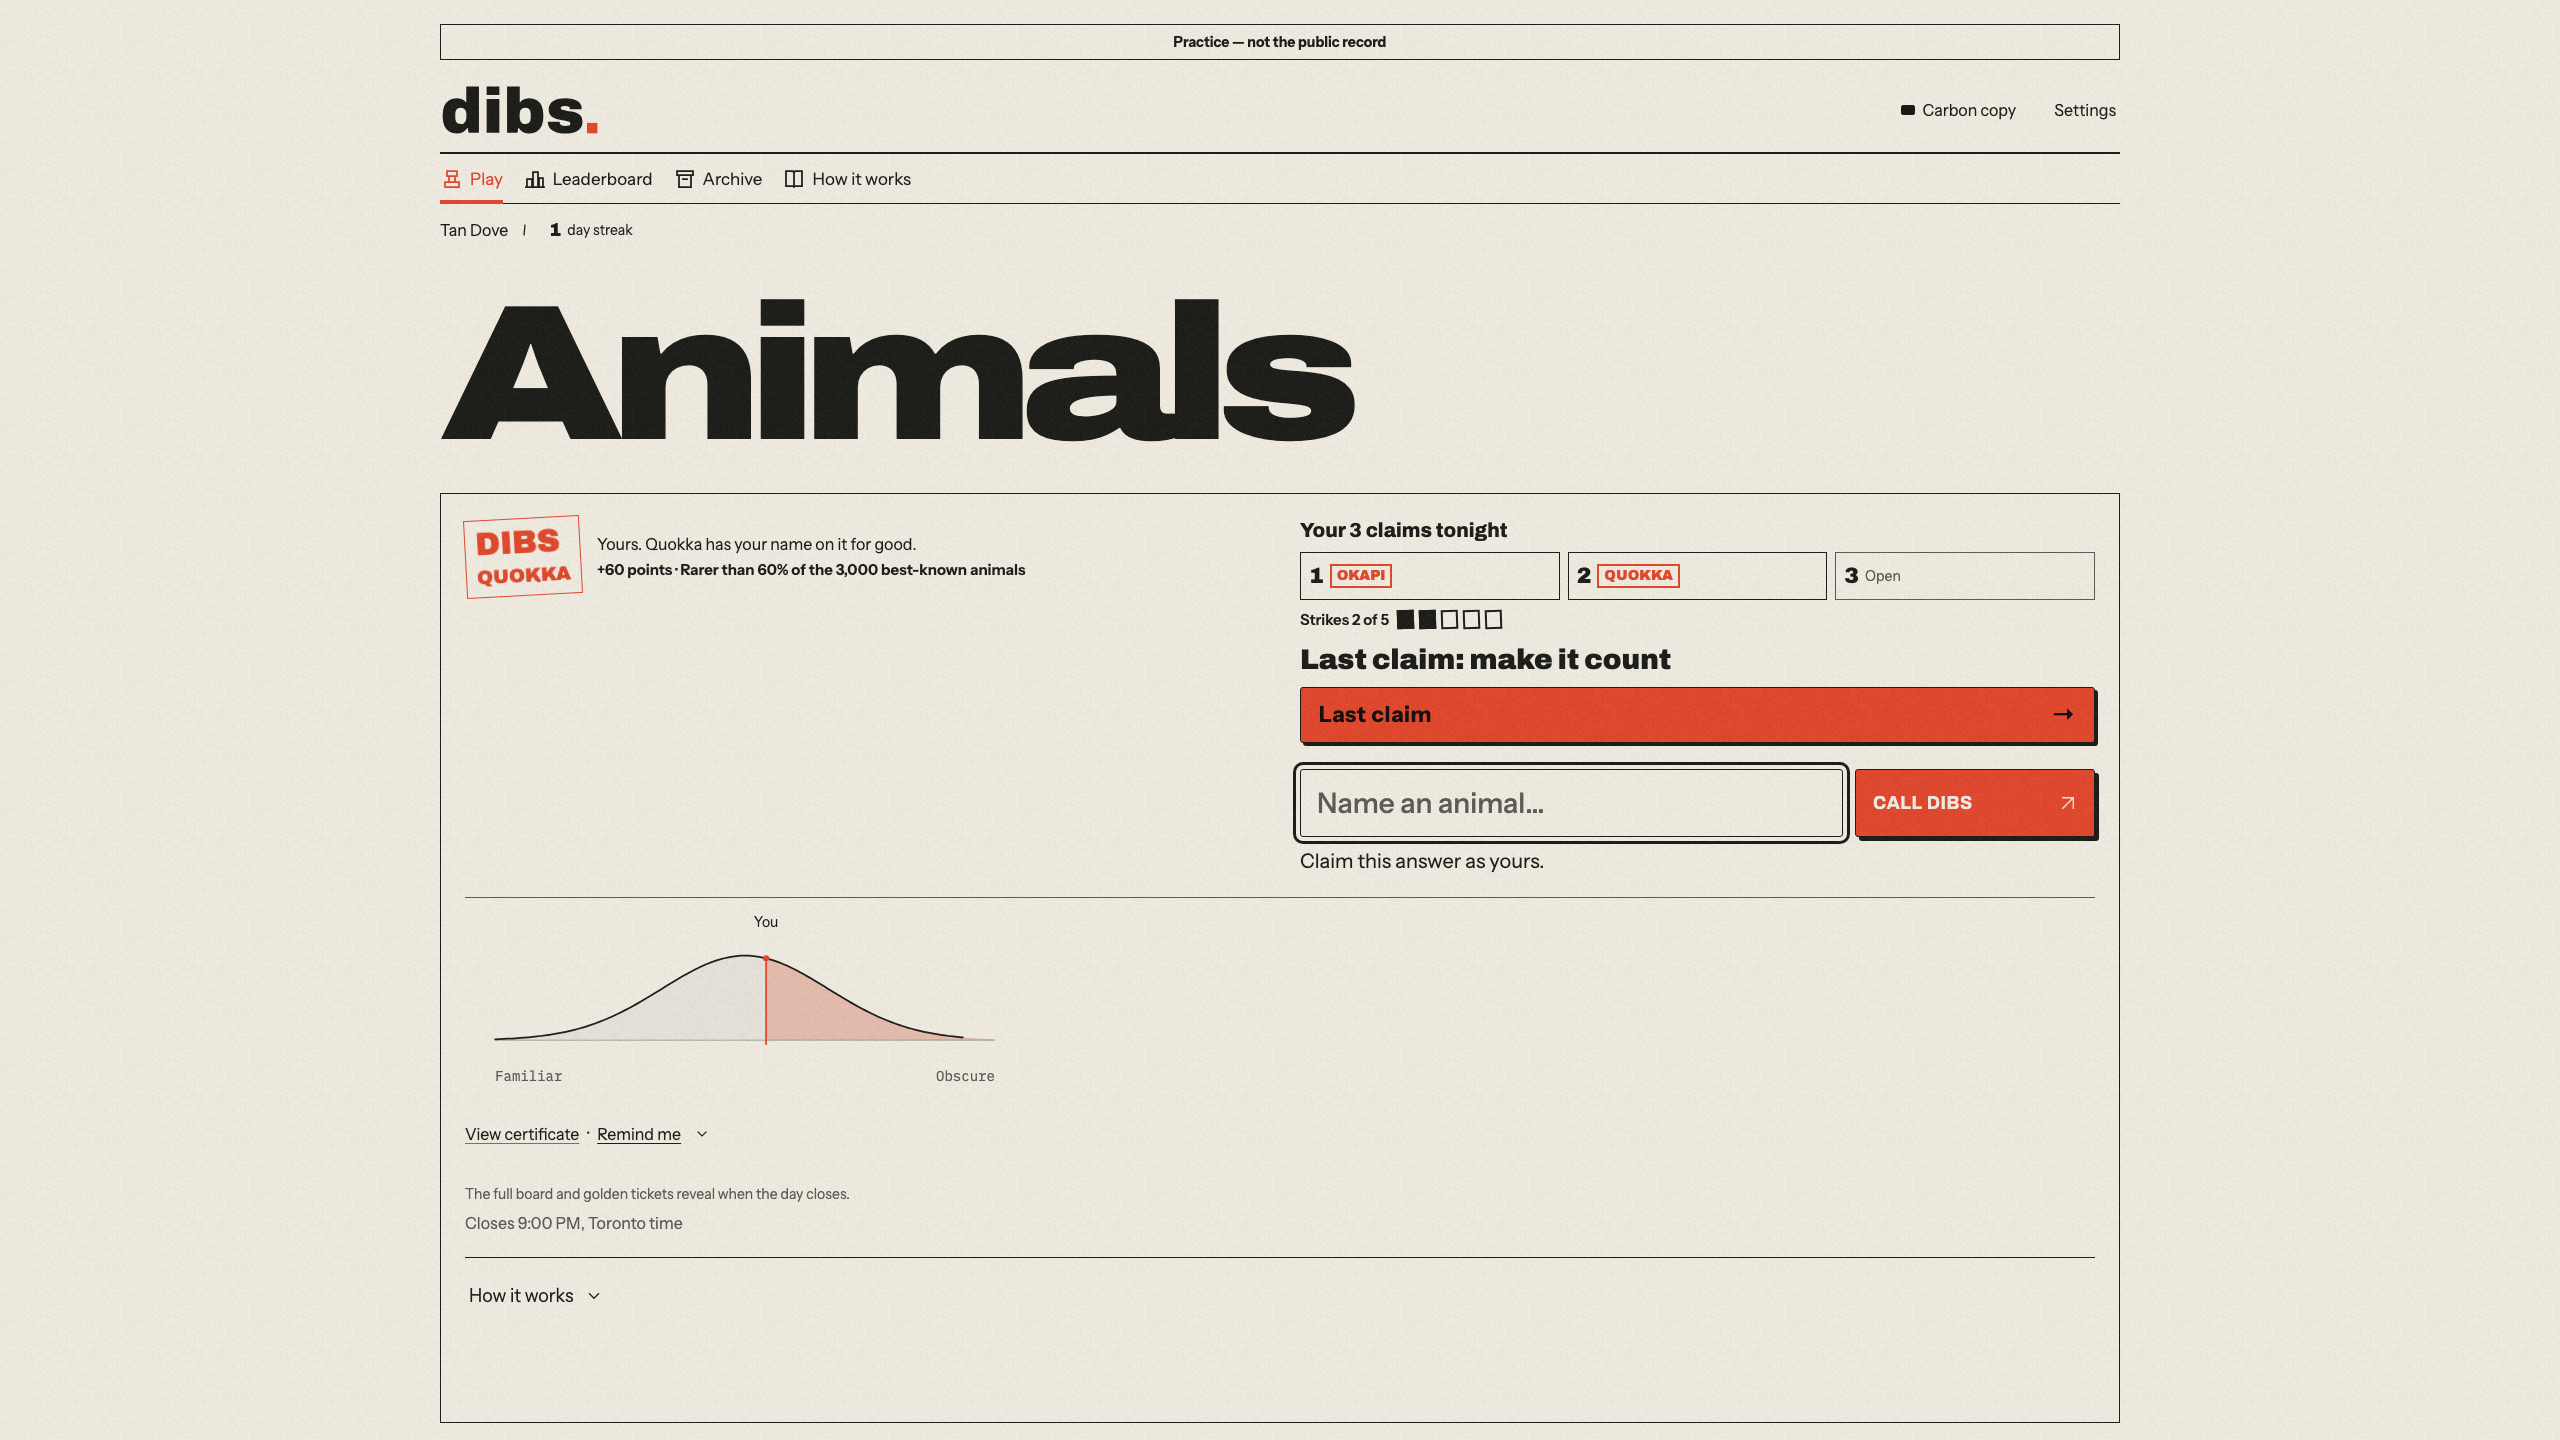 Practice — not the public record
dibs.
Carbon copy
Settings
Play
Leaderboard
Archive
How it works
Tan Dove / 1 day streak
Animals
DIBS
QUOKKA
Yours. Quokka has your name on it for good.
+60 points · Rarer than 60% of the 3,000 best-known animals
Your 3 claims tonight
1 OKAPI
2 QUOKKA
3 Open
Strikes 2 of 5
Last claim: make it count
Last claim →
Name an animal...
CALL DIBS
Claim this answer as yours.
You
Familiar
Obscure
View certificate · Remind me
The full board and golden tickets reveal when the day closes.
Closes 9:00 PM, Toronto time
How it works